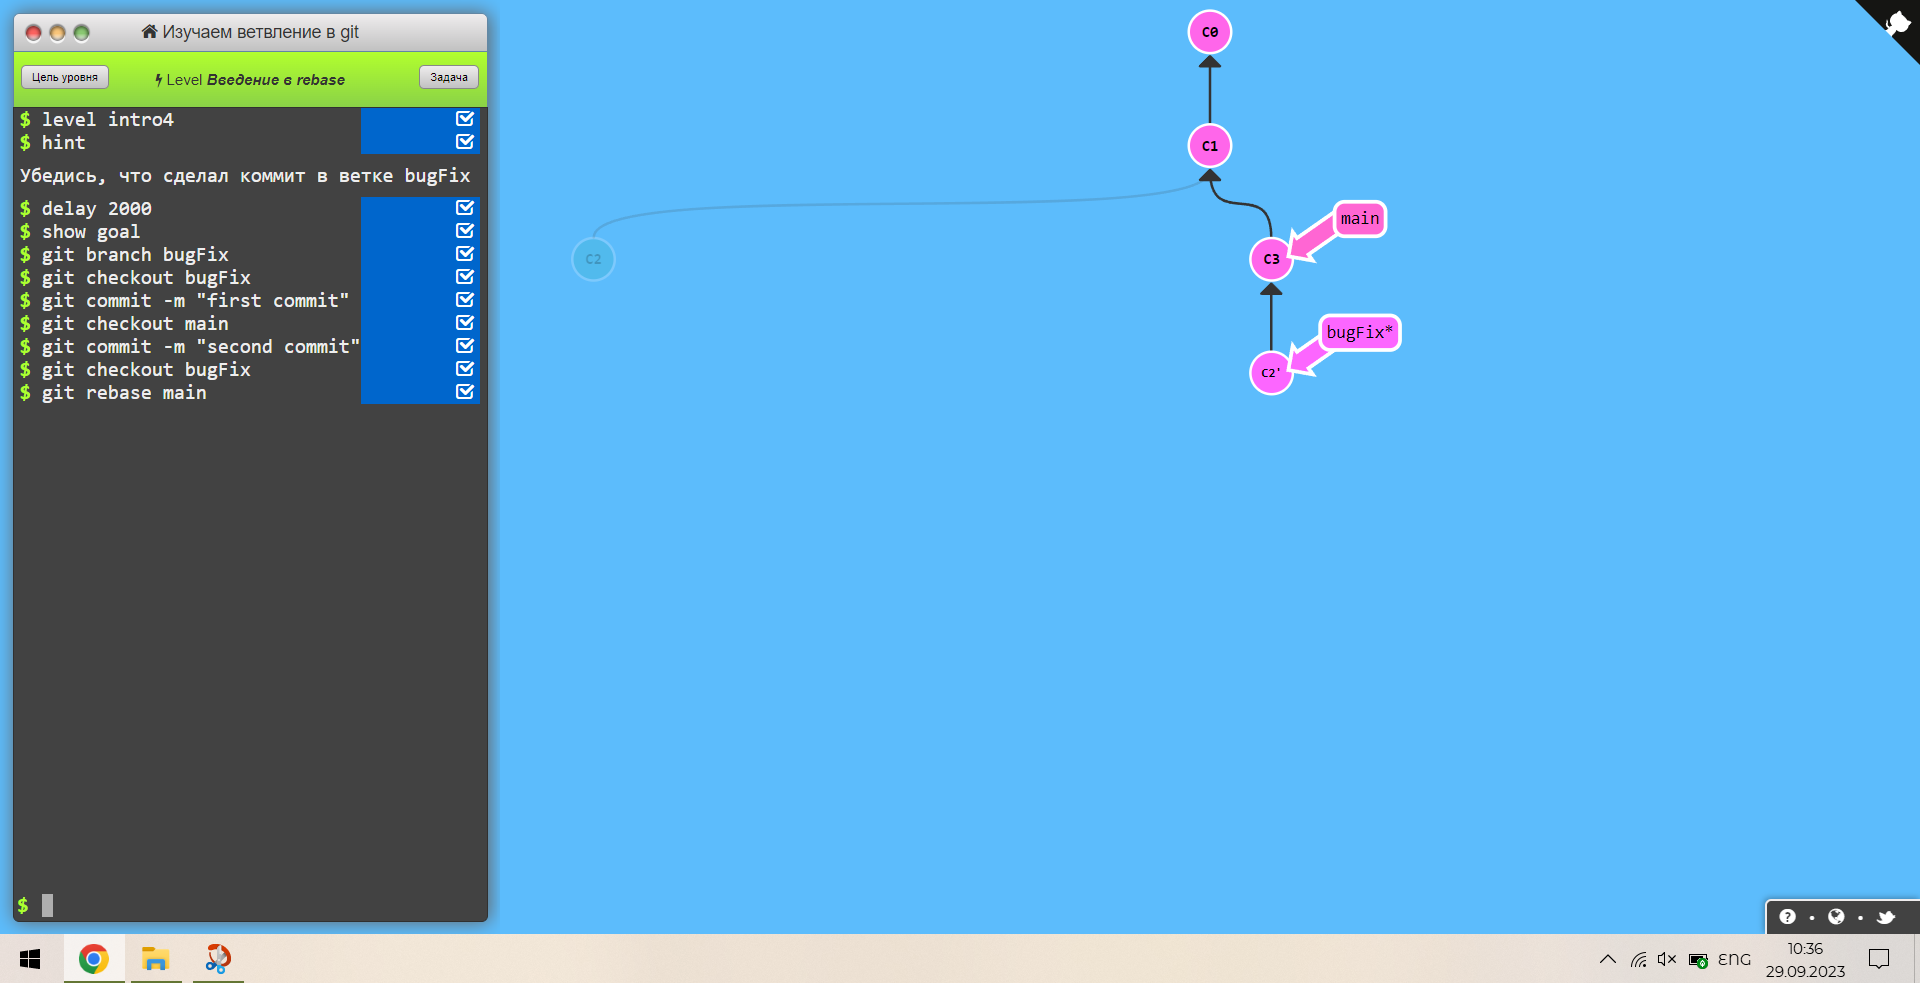 Изучаем ветвление в git
Цель уровня
Level Введение в rebase
Задача
$ level intro4
$ hint
Убедись, что сделал коммит в ветке bugFix
$ delay 2000
$ show goal
$ git branch bugFix
$ git checkout bugFix
$ git commit -m "first commit"
$ git checkout main
$ git commit -m "second commit"
$ git checkout bugFix
$ git rebase main
$
C0
C1
main
C2
C3
bugFix*
C2'
?
ENG
10:36
29.09.2023